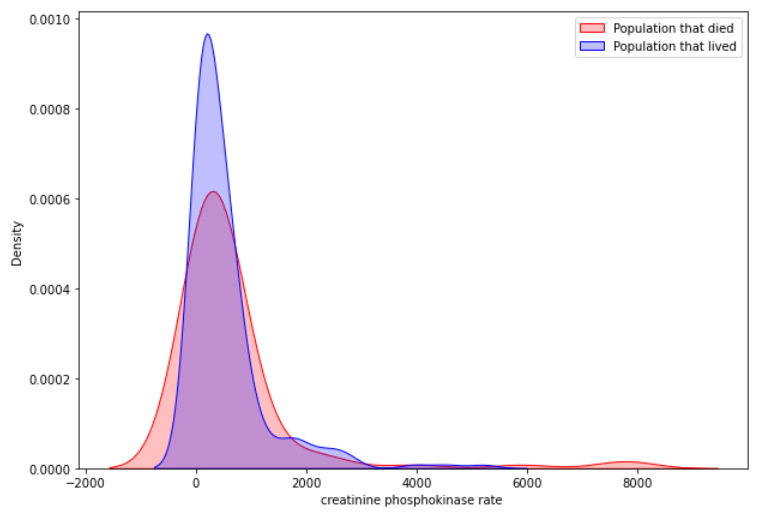 0.0010
0.0008
0.0006
0.0004
0.0002
0.0000
Density
Population that died
Population that lived
−2000 0 2000 4000 6000 8000
creatinine phosphokinase rate